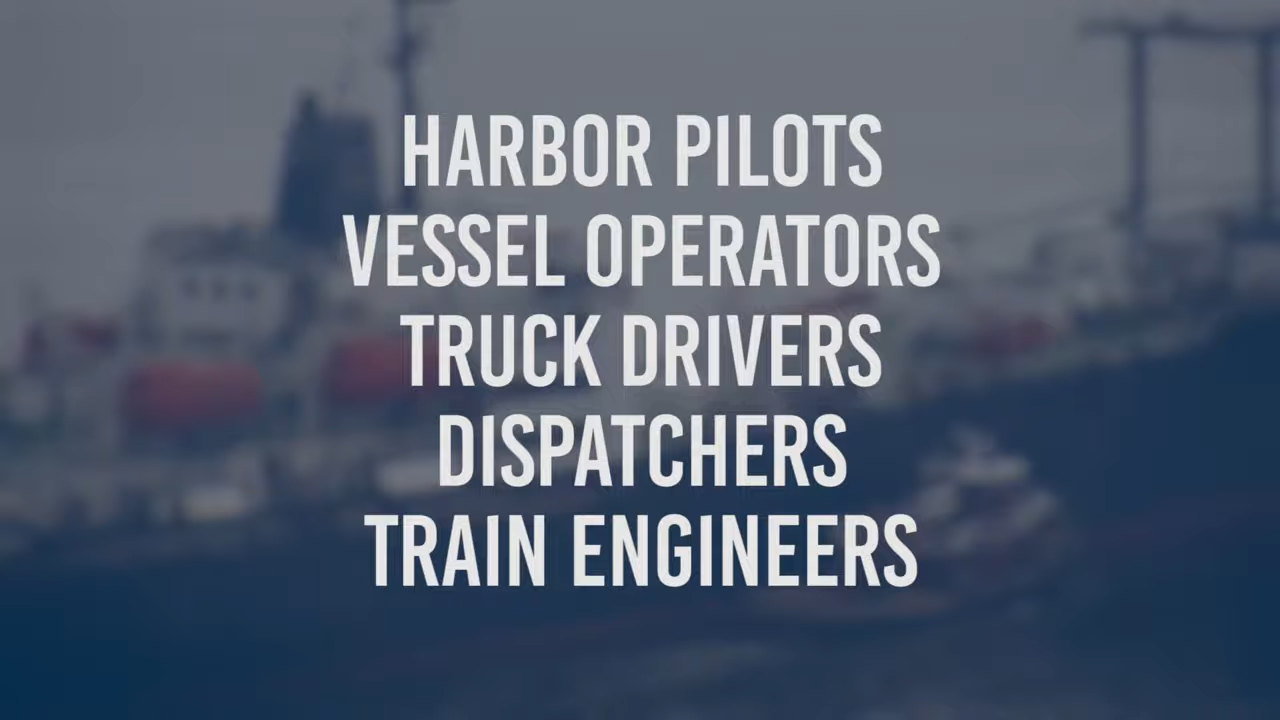 HARBOR PILOTS
VESSEL OPERATORS
TRUCK DRIVERS
DISPATCHERS
TRAIN ENGINEERS